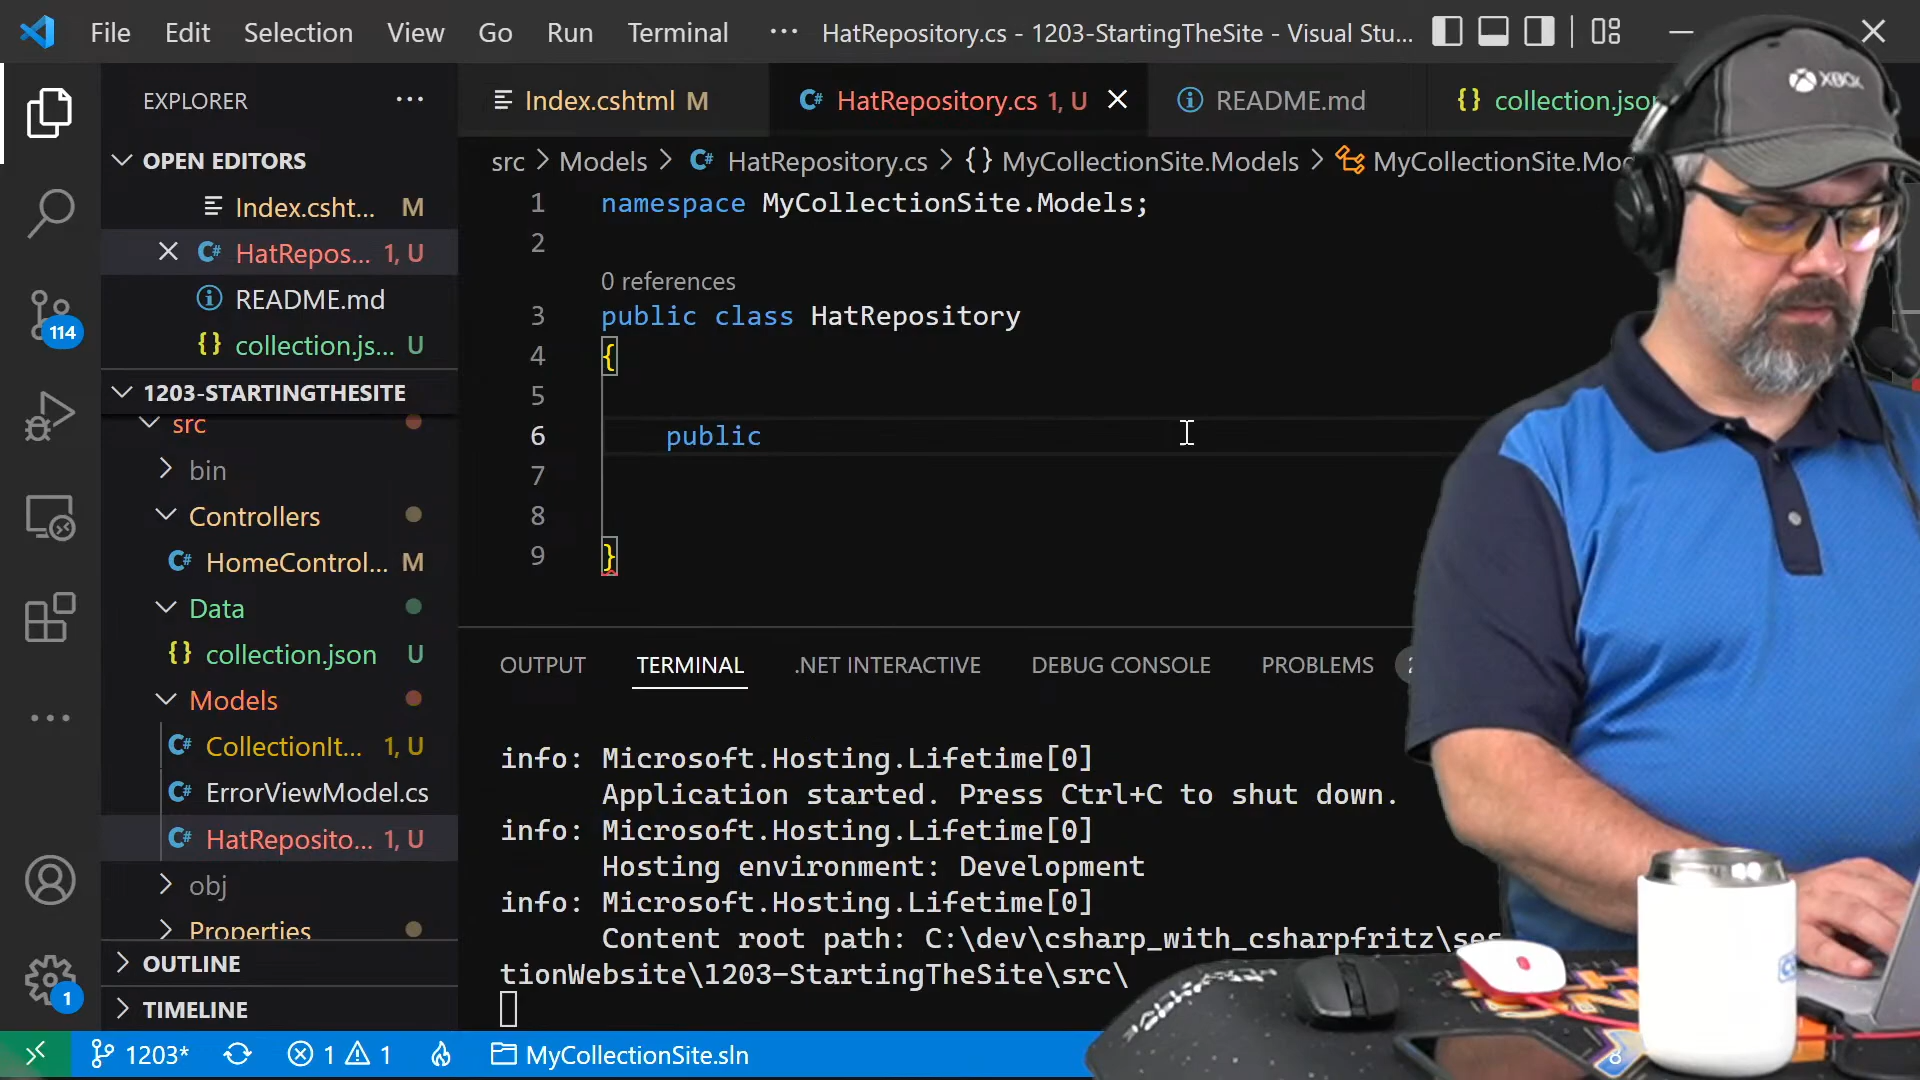 File Edit Selection View Go Run Terminal ··· HatRepository.cs - 1203-StartingTheSite - Visual Stu...
XBOX
EXPLORER ···
Index.cshtml M
HatRepository.cs 1, U
README.md
collection.json
OPEN EDITORS
Index.csht... M
HatRepos... 1, U
README.md
collection.js... U
src > Models > HatRepository.cs > {} MyCollectionSite.Models > MyCollectionSite.Mod
1 namespace MyCollectionSite.Models;
2
0 references
3 public class HatRepository
4 {
5
6 public
7
8
9 }
1203-STARTINGTHESITE
src
bin
Controllers
HomeControl... M
Data
collection.json U
Models
CollectionIt... 1, U
ErrorViewModel.cs
HatReposito... 1, U
obj
Properties
OUTLINE
TIMELINE
114
1
OUTPUT TERMINAL .NET INTERACTIVE DEBUG CONSOLE PROBLEMS 2
info: Microsoft.Hosting.Lifetime[0]
Application started. Press Ctrl+C to shut down.
info: Microsoft.Hosting.Lifetime[0]
Hosting environment: Development
info: Microsoft.Hosting.Lifetime[0]
Content root path: C:\dev\csharp_with_csharpfritz\ses
tionWebsite\1203-StartingTheSite\src\
1203* 1 1 MyCollectionSite.sln